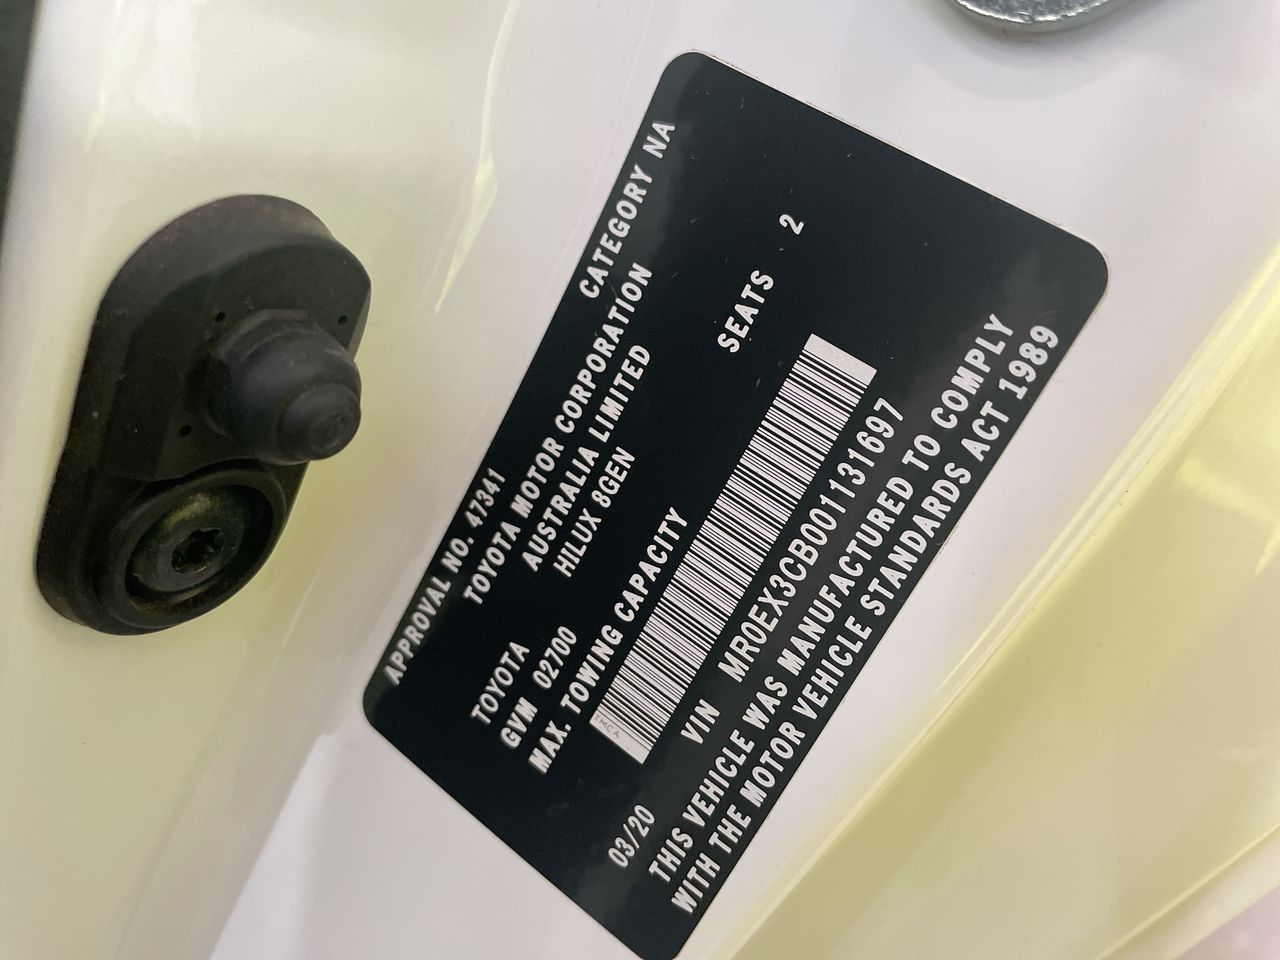 APPROVAL NO. 47341 CATEGORY NA
TOYOTA MOTOR CORPORATION
AUSTRALIA LIMITED
TOYOTA HILUX 8GEN
GVM 02700 SEATS 2
MAX. TOWING CAPACITY
TMCA
03/20 VIN MR0EX3CB001131697
THIS VEHICLE WAS MANUFACTURED TO COMPLY
WITH THE MOTOR VEHICLE STANDARDS ACT 1989